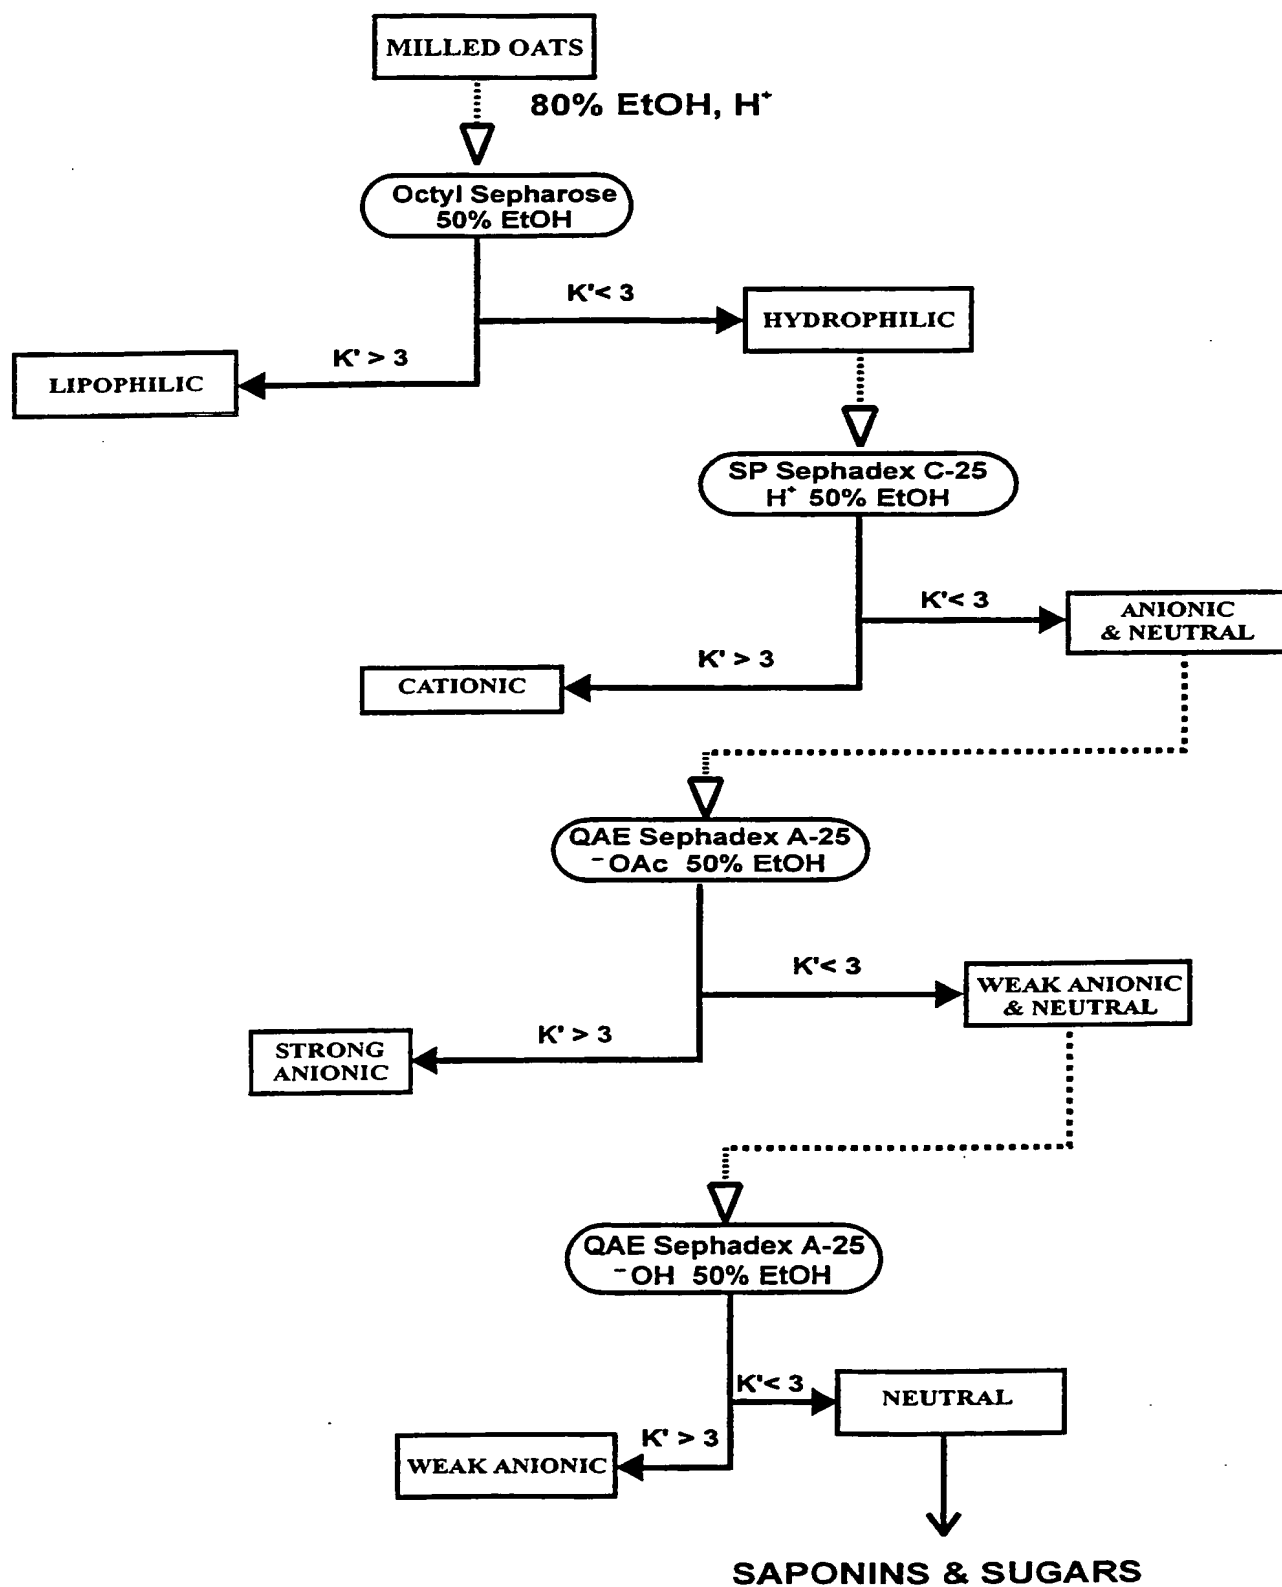 MILLED OATS
80% EtOH, H⁺
Octyl Sepharose
50% EtOH
K'< 3
HYDROPHILIC
K' > 3
LIPOPHILIC
SP Sephadex C-25
H⁺ 50% EtOH
K'< 3
ANIONIC
& NEUTRAL
K' > 3
CATIONIC
QAE Sephadex A-25
⁻OAc 50% EtOH
K'< 3
WEAK ANIONIC
& NEUTRAL
K' > 3
STRONG
ANIONIC
QAE Sephadex A-25
⁻OH 50% EtOH
K'< 3
NEUTRAL
K' > 3
WEAK ANIONIC
SAPONINS & SUGARS